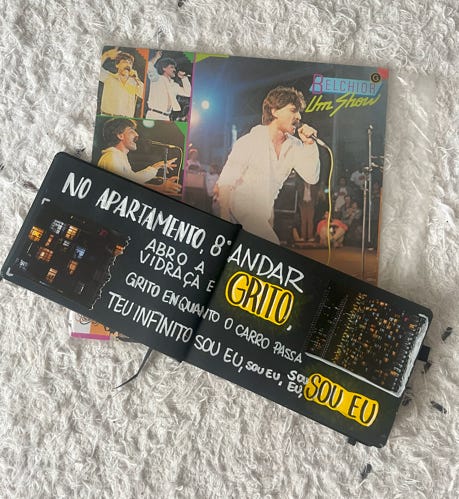 BELCHIOR
Um Show
NO APARTAMENTO, 8º ANDAR
ABRO A
VIDRAÇA E
GRITO,
GRITO ENQUANTO O CARRO PASSA
TEU INFINITO SOU EU, SOU EU, SOU
EU, SOU EU